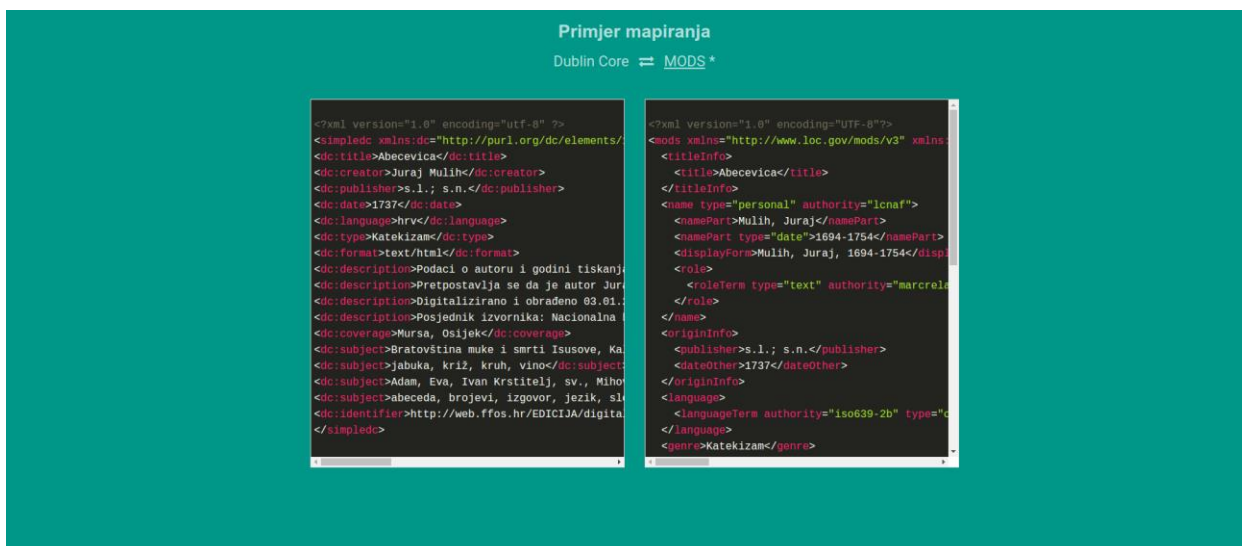 Primjer mapiranja
Dublin Core ⇄ MODS *
<?xml version="1.0" encoding="utf-8" ?>
<simpledc xmlns:dc="http://purl.org/dc/elements/
<dc:title>Abecevica</dc:title>
<dc:creator>Juraj Mulih</dc:creator>
<dc:publisher>s.l.; s.n.</dc:publisher>
<dc:date>1737</dc:date>
<dc:language>hrv</dc:language>
<dc:type>Katekizam</dc:type>
<dc:format>text/html</dc:format>
<dc:description>Podaci o autoru i godini tiskanj
<dc:description>Pretpostavlja se da je autor Jur
<dc:description>Digitalizirano i obrađeno 03.01.
<dc:description>Posjednik izvornika: Nacionalna
<dc:coverage>Mursa, Osijek</dc:coverage>
<dc:subject>Bratovština muke i smrti Isusove, Ka
<dc:subject>jabuka, križ, kruh, vino</dc:subject
<dc:subject>Adam, Eva, Ivan Krstitelj, sv., Miho
<dc:subject>abeceda, brojevi, izgovor, jezik, sl
<dc:identifier>http://web.ffos.hr/EDICIJA/digita
</simpledc>
<?xml version="1.0" encoding="UTF-8"?>
<mods xmlns="http://www.loc.gov/mods/v3" xmlns:
<titleInfo>
<title>Abecevica</title>
</titleInfo>
<name type="personal" authority="lcnaf">
<namePart>Mulih, Juraj</namePart>
<namePart type="date">1694-1754</namePart>
<displayForm>Mulih, Juraj, 1694-1754</displ
<role>
<roleTerm type="text" authority="marcrela
</role>
</name>
<originInfo>
<publisher>s.l.; s.n.</publisher>
<dateOther>1737</dateOther>
</originInfo>
<language>
<languageTerm authority="iso639-2b" type="c
</language>
<genre>Katekizam</genre>